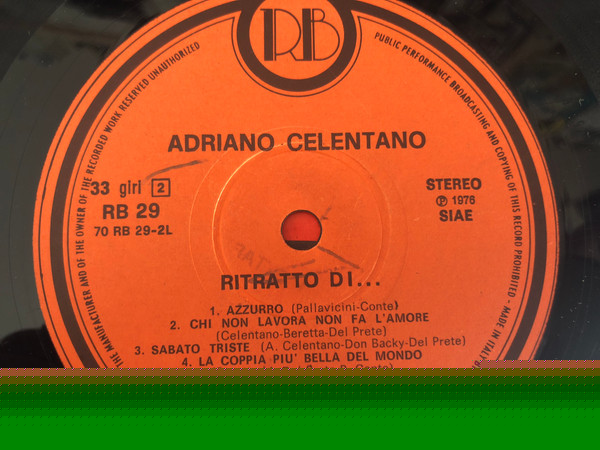 RB
THE MANUFACTURER AND OF THE OWNER OF THE RECORDED WORK RESERVED UNAUTHORIZED
PUBLIC PERFORMANCE BROADCASTING AND COPYING OF THIS RECORD PROHIBITED - MADE IN ITALY
ADRIANO CELENTANO
33 giri 2
RB 29
70 RB 29-2L
STEREO
℗ 1976
SIAE
RITRATTO DI...
1. AZZURRO (Pallavicini-Conte)
2. CHI NON LAVORA NON FA L'AMORE
(Celentano-Beretta-Del Prete)
3. SABATO TRISTE (A. Celentano-Don Backy-Del Prete)
4. LA COPPIA PIU' BELLA DEL MONDO